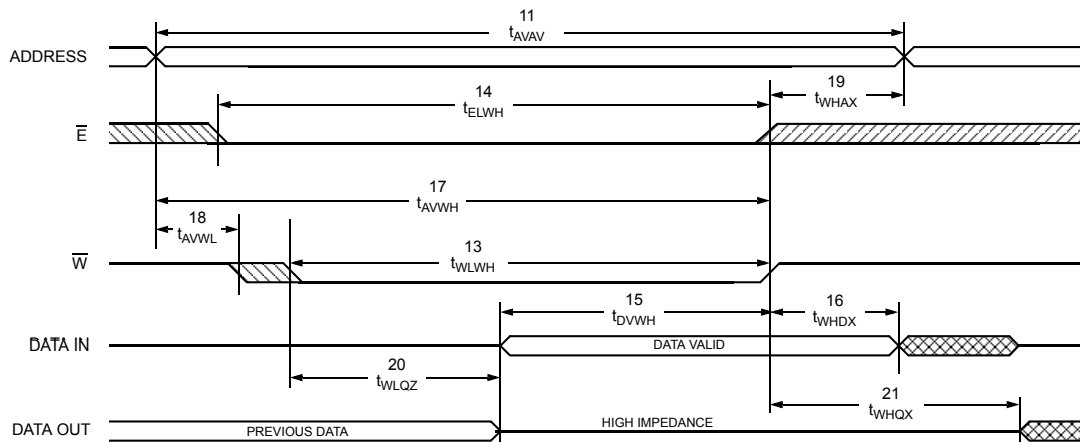 11
tAVAV
ADDRESS
14
tELWH
19
tWHAX
E
17
tAVWH
18
tAVWL
13
tWLWH
W
15
tDVWH
16
tWHDX
DATA IN
DATA VALID
20
tWLQZ
21
tWHQX
DATA OUT
PREVIOUS DATA
HIGH IMPEDANCE